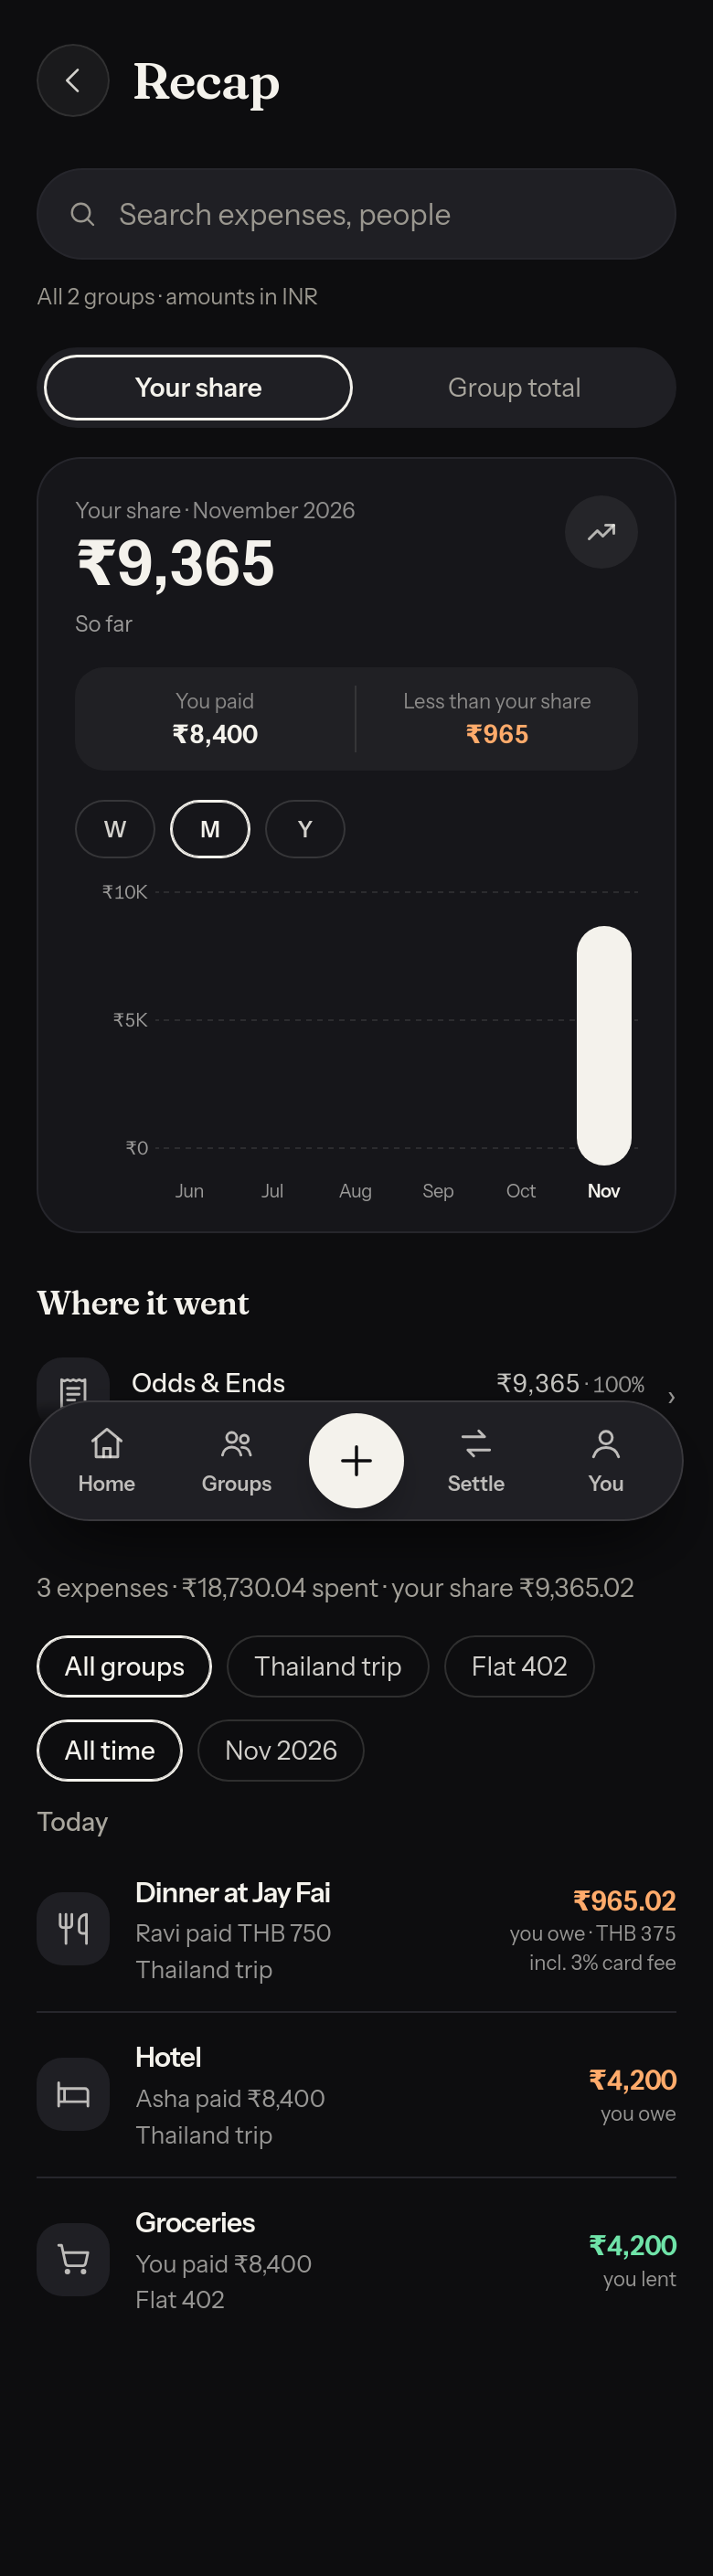 Recap
Search expenses, people
All 2 groups · amounts in INR
Your share
Group total
Your share · November 2026
₹9,365
So far
You paid
₹8,400
Less than your share
₹965
W
M
Y
₹10K
₹5K
₹0
Jun
Jul
Aug
Sep
Oct
Nov
Where it went
Odds & Ends
₹9,365 · 100%
Home
Groups
Settle
You
3 expenses · ₹18,730.04 spent · your share ₹9,365.02
All groups
Thailand trip
Flat 402
All time
Nov 2026
Today
Dinner at Jay Fai
Ravi paid THB 750
Thailand trip
₹965.02
you owe · THB 375
incl. 3% card fee
Hotel
Asha paid ₹8,400
Thailand trip
₹4,200
you owe
Groceries
You paid ₹8,400
Flat 402
₹4,200
you lent